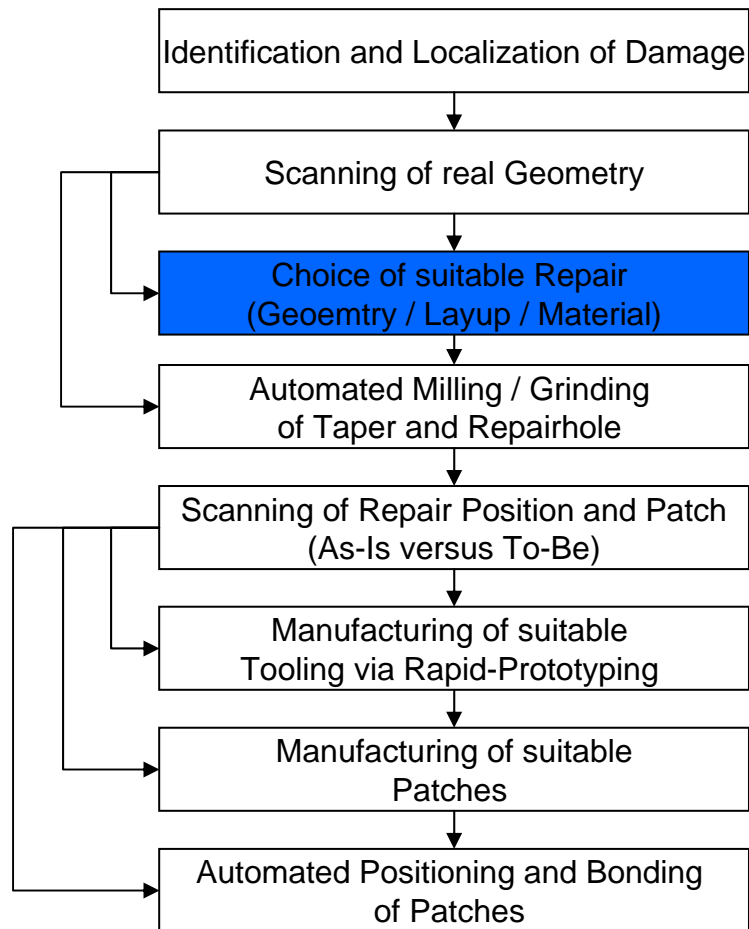 Identification and Localization of Damage
Scanning of real Geometry
Choice of suitable Repair
(Geoemtry / Layup / Material)
Automated Milling / Grinding
of Taper and Repairhole
Scanning of Repair Position and Patch
(As-Is versus To-Be)
Manufacturing of suitable
Tooling via Rapid-Prototyping
Manufacturing of suitable
Patches
Automated Positioning and Bonding
of Patches